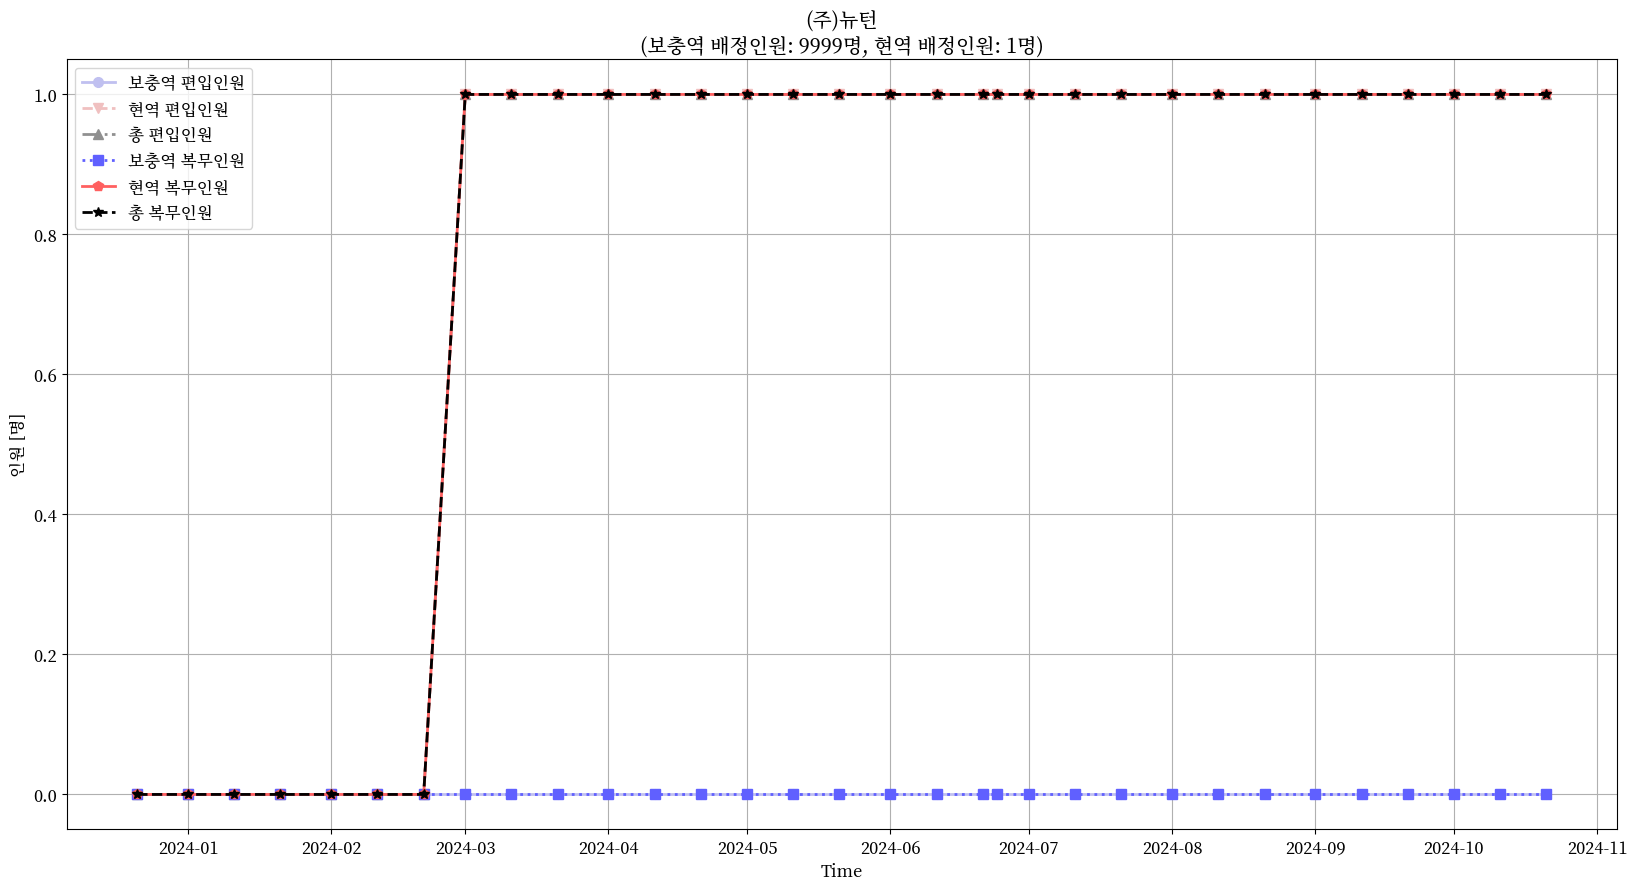 (주)뉴턴
(보충역 배정인원: 9999명, 현역 배정인원: 1명)
보충역 편입인원
현역 편입인원
총 편입인원
보충역 복무인원
현역 복무인원
총 복무인원
1.0
0.8
0.6
0.4
0.2
0.0
인원 [명]
2024-01
2024-02
2024-03
2024-04
2024-05
2024-06
2024-07
2024-08
2024-09
2024-10
2024-11
Time